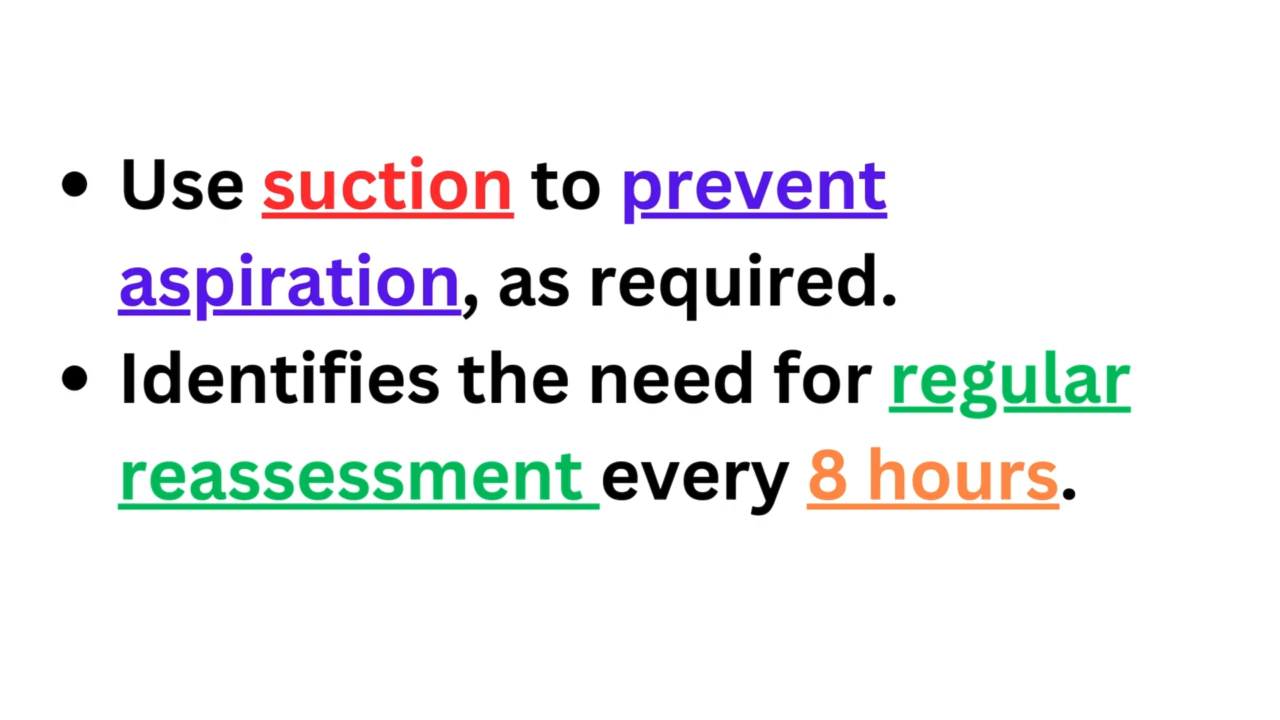 • Use suction to prevent
aspiration, as required.
• Identifies the need for regular
reassessment every 8 hours.